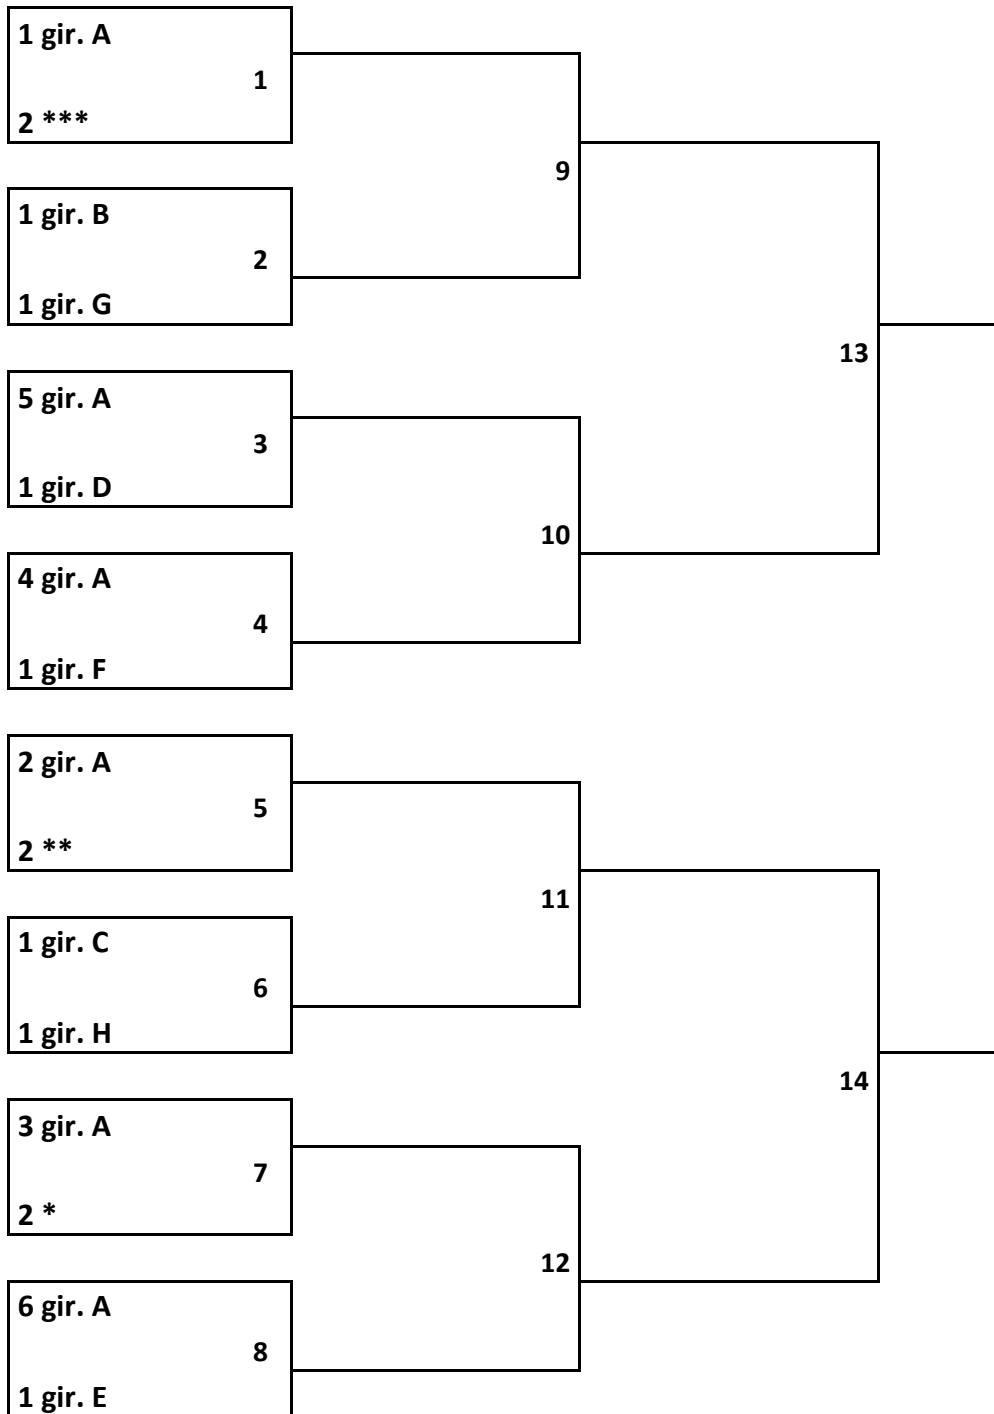 1 gir. A
1
2 ***
9
1 gir. B
2
1 gir. G
13
5 gir. A
3
1 gir. D
10
4 gir. A
4
1 gir. F
2 gir. A
5
2 **
11
1 gir. C
6
1 gir. H
14
3 gir. A
7
2 *
12
6 gir. A
8
1 gir. E